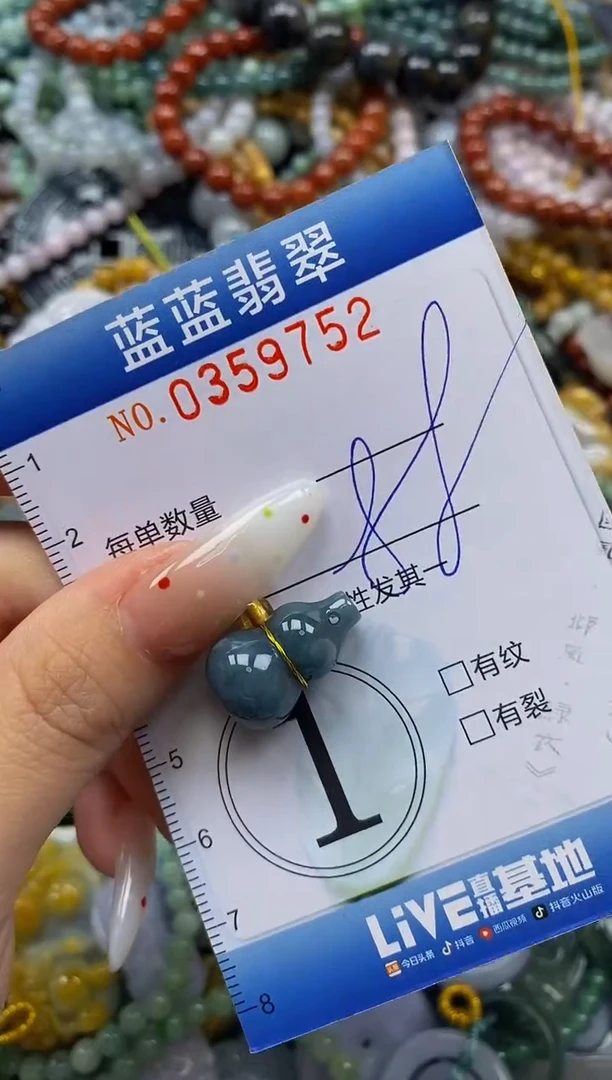 蓝蓝翡翠
NO.0359752
1
2
每单数量
性发其一
有纹
有裂
1
5
6
7
8
LiVE直播基地
今日头条 抖音 西瓜视频 抖音火山版